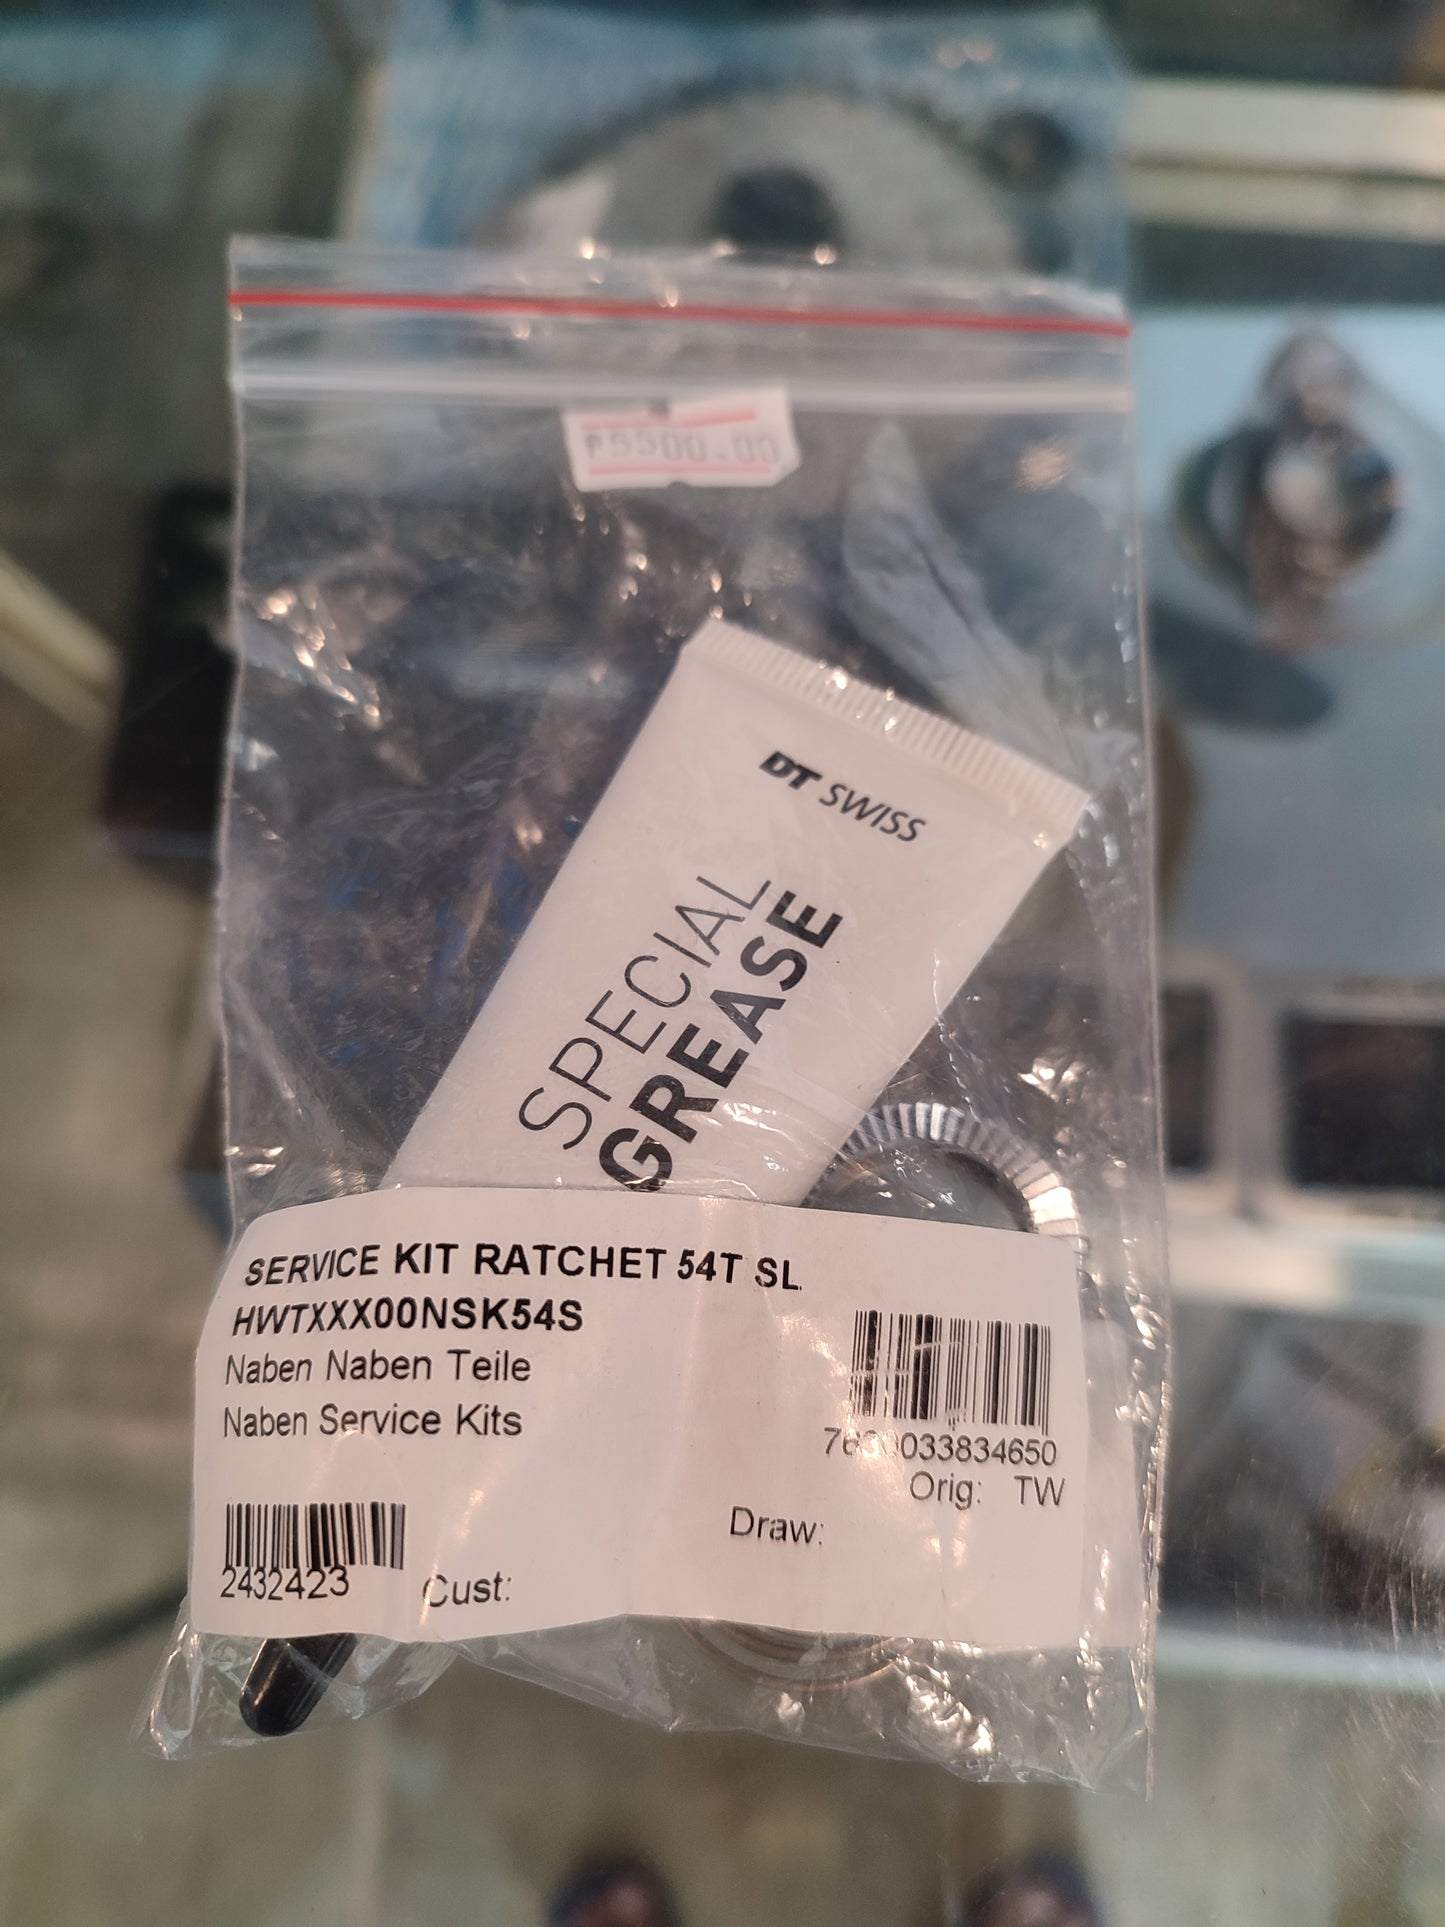 ₱5500.00
DT SWISS
SPECIAL
GREASE
SERVICE KIT RATCHET 54T SL
HWTXXX00NSK54S
Naben Naben Teile
Naben Service Kits
7630033834650
Orig: TW
Draw:
2432423
Cust: